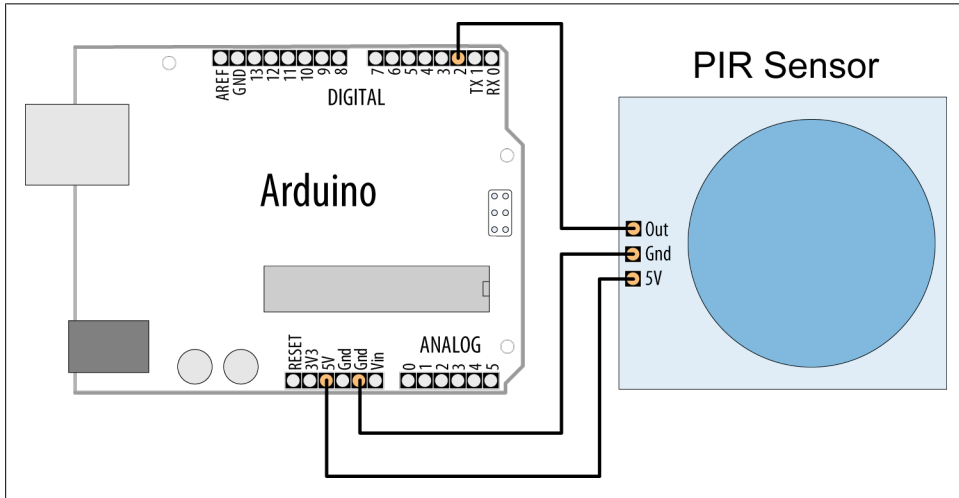 AREF
GND
13
12
11
10
9
8
7
6
5
4
3
2
TX 1
RX 0
DIGITAL
PIR Sensor
Arduino
Out
Gnd
5V
RESET
3V3
5V
Gnd
Gnd
Vin
ANALOG
0
1
2
3
4
5